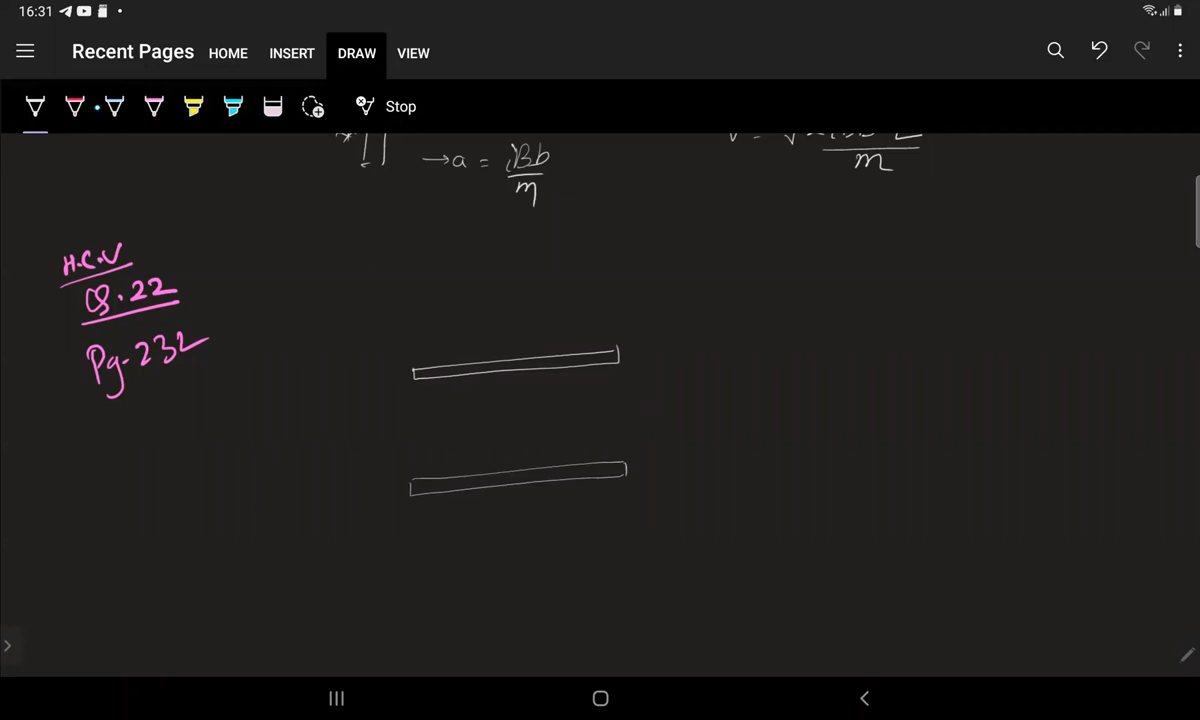 16:31
Recent Pages HOME INSERT DRAW VIEW
Stop
→ a = iBb
m
m
H.C.V
Q.22
Pg-232